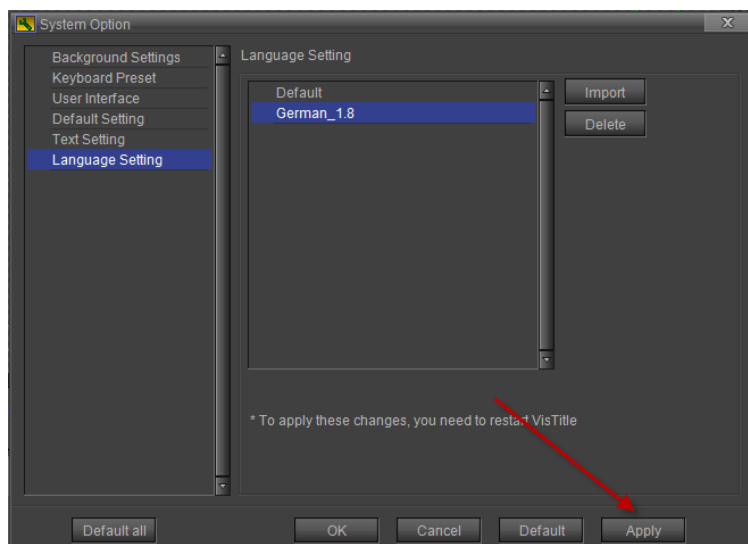 System Option
X
Background Settings
Keyboard Preset
User Interface
Default Setting
Text Setting
Language Setting
Language Setting
Default
German_1.8
Import
Delete
* To apply these changes, you need to restart VisTitle
Default all
OK
Cancel
Default
Apply